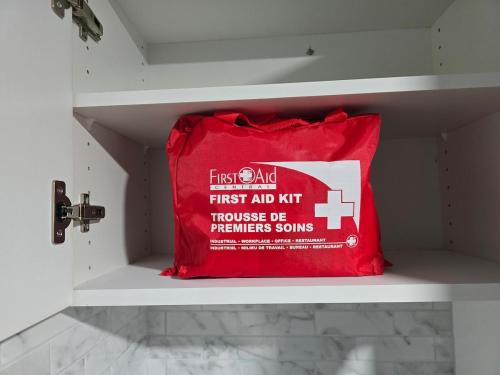 FIRST AID
CENTRAL
FIRST AID KIT
TROUSSE DE
PREMIERS SOINS
INDUSTRIAL • WORKPLACE • OFFICE • RESTAURANT
INDUSTRIEL • MILIEU DE TRAVAIL • BUREAU • RESTAURANT